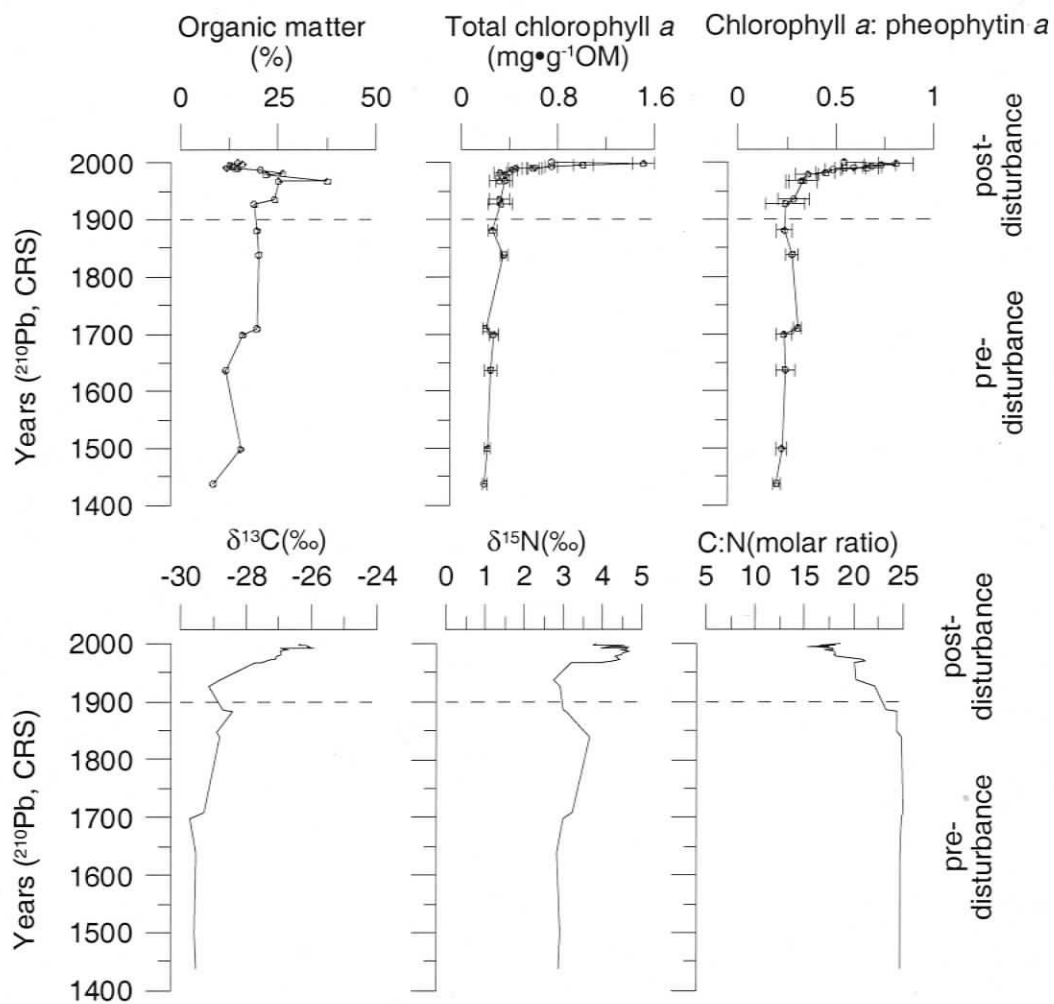 Organic matter
(%)
Total chlorophyll a
(mg•g⁻¹OM)
Chlorophyll a: pheophytin a
0 25 50
0 0.8 1.6
0 0.5 1
Years (²¹⁰Pb, CRS)
2000
1900
1800
1700
1600
1500
1400
post-
disturbance
pre-
disturbance
δ¹³C(‰)
δ¹⁵N(‰)
C:N(molar ratio)
-30 -28 -26 -24
0 1 2 3 4 5
5 10 15 20 25
Years (²¹⁰Pb, CRS)
2000
1900
1800
1700
1600
1500
1400
post-
disturbance
pre-
disturbance